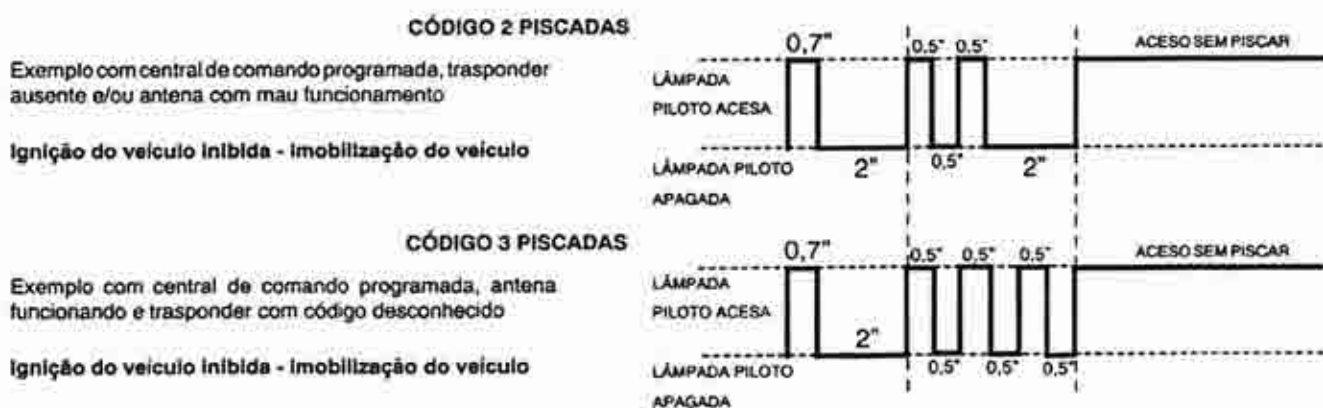 CÓDIGO 2 PISCADAS
Exemplo com central de comando programada, trasponder
ausente e/ou antena com mau funcionamento
Ignição do veículo inibida - imobilização do veículo
0,7"
0,5" 0,5"
ACESO SEM PISCAR
LÂMPADA
PILOTO ACESA
LÂMPADA PILOTO
APAGADA
2"
0,5"
2"
CÓDIGO 3 PISCADAS
Exemplo com central de comando programada, antena
funcionando e trasponder com código desconhecido
Ignição do veículo inibida - imobilização do veículo
0,7"
0,5" 0,5" 0,5"
ACESO SEM PISCAR
LÂMPADA
PILOTO ACESA
2"
LÂMPADA PILOTO
APAGADA
0,5" 0,5" 0,5"